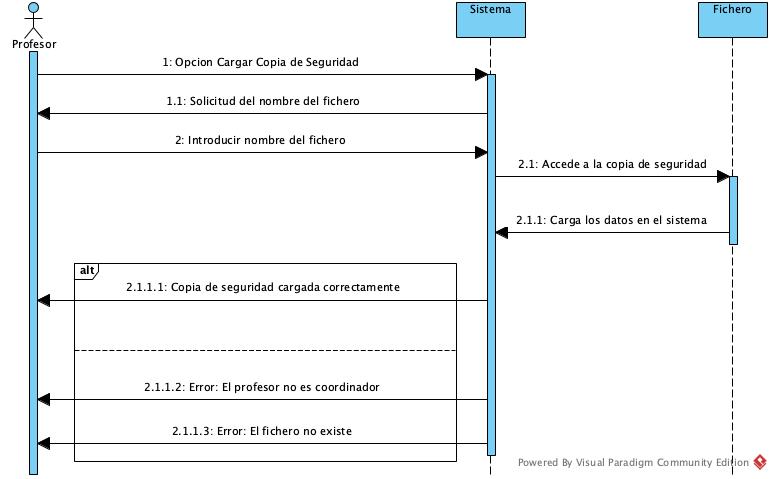 Sistema
Fichero
Profesor
1: Opcion Cargar Copia de Seguridad
1.1: Solicitud del nombre del fichero
2: Introducir nombre del fichero
2.1: Accede a la copia de seguridad
2.1.1: Carga los datos en el sistema
alt
2.1.1.1: Copia de seguridad cargada correctamente
2.1.1.2: Error: El profesor no es coordinador
2.1.1.3: Error: El fichero no existe
Powered By Visual Paradigm Community Edition